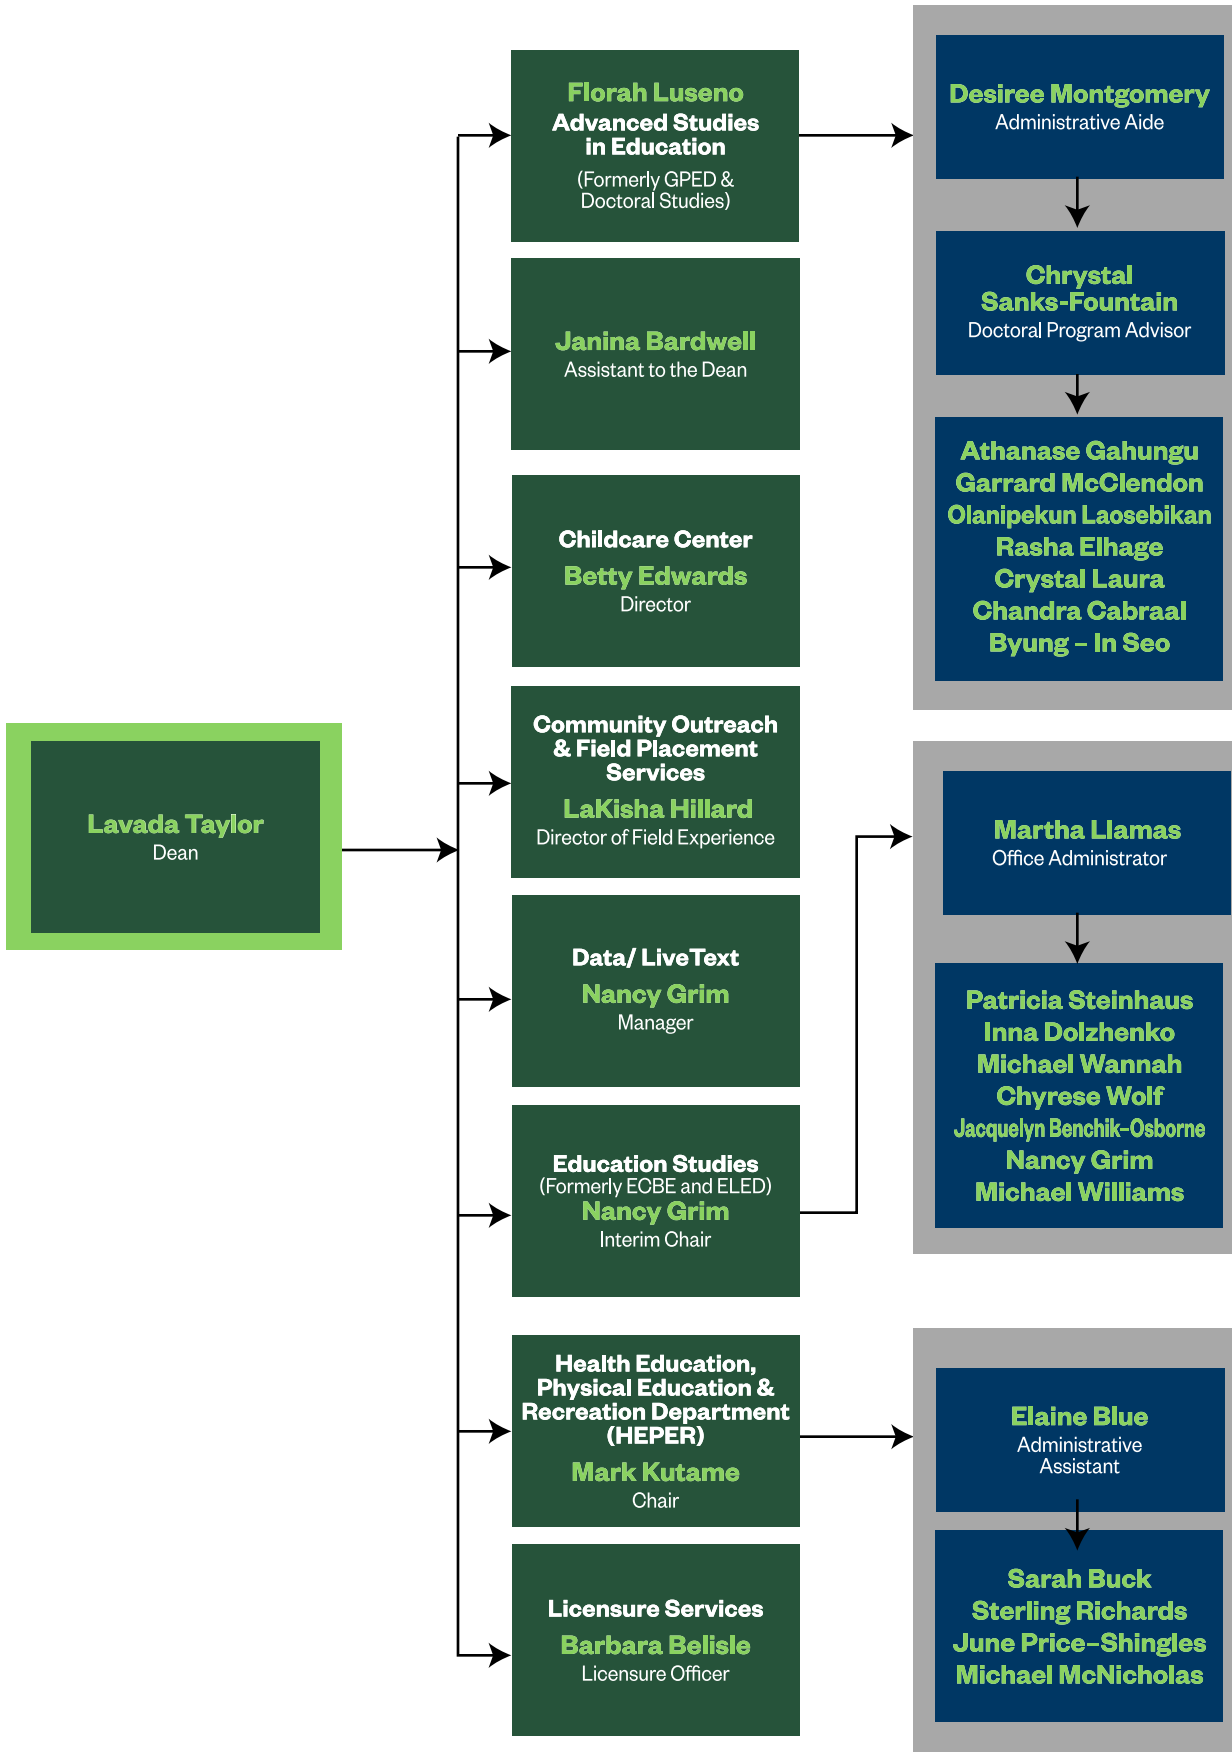 Lavada Taylor
Dean
Florah Luseno
Advanced Studies
in Education
(Formerly GPED &
Doctoral Studies)
Janina Bardwell
Assistant to the Dean
Childcare Center
Betty Edwards
Director
Community Outreach
& Field Placement
Services
LaKisha Hillard
Director of Field Experience
Data/ LiveText
Nancy Grim
Manager
Education Studies
(Formerly ECBE and ELED)
Nancy Grim
Interim Chair
Health Education,
Physical Education &
Recreation Department
(HEPER)
Mark Kutame
Chair
Licensure Services
Barbara Belisle
Licensure Officer
Desiree Montgomery
Administrative Aide
Chrystal
Sanks-Fountain
Doctoral Program Advisor
Athanase Gahungu
Garrard McClendon
Olanipekun Laosebikan
Rasha Elhage
Crystal Laura
Chandra Cabraal
Byung – In Seo
Martha Llamas
Office Administrator
Patricia Steinhaus
Inna Dolzhenko
Michael Wannah
Chyrese Wolf
Jacquelyn Benchik–Osborne
Nancy Grim
Michael Williams
Elaine Blue
Administrative
Assistant
Sarah Buck
Sterling Richards
June Price–Shingles
Michael McNicholas